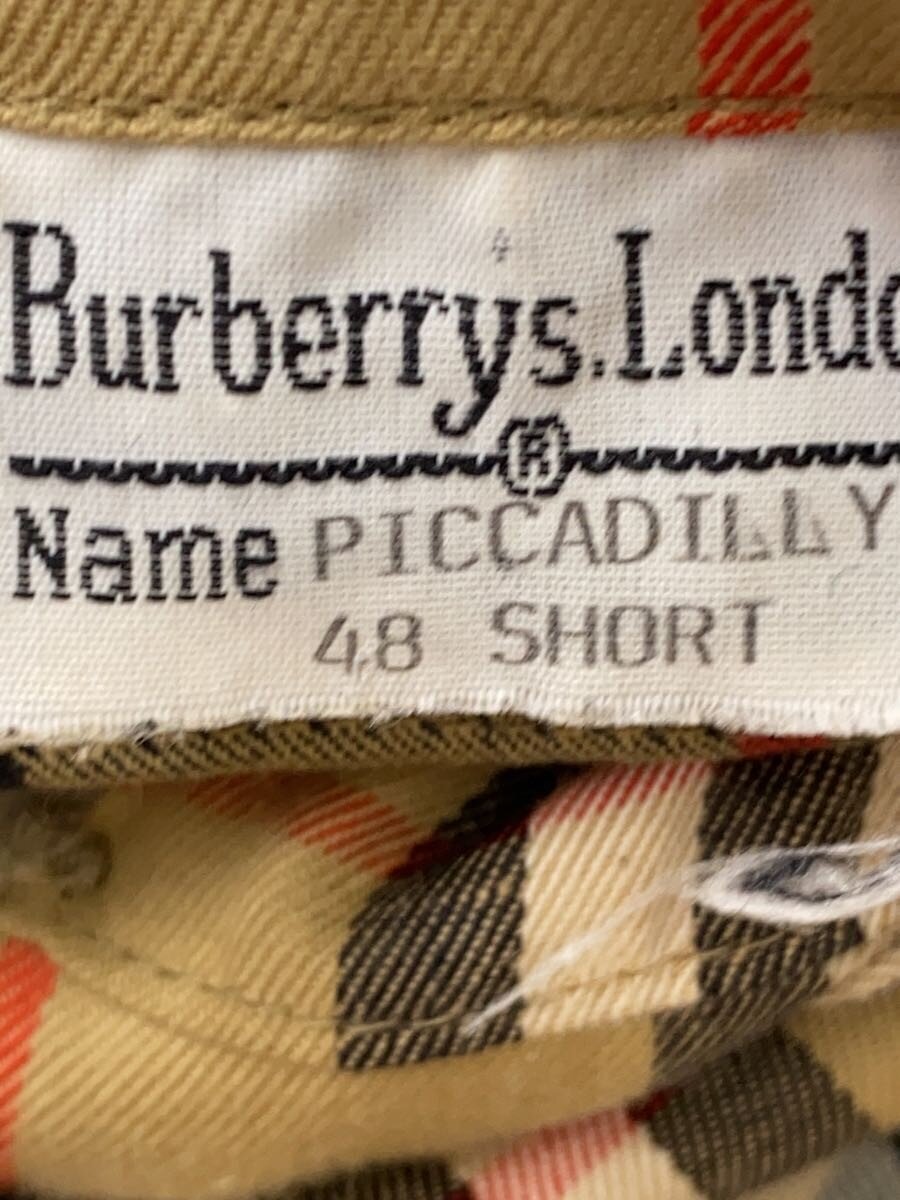 Burberrys.Londo
®
Name PICCADILLY
48 SHORT